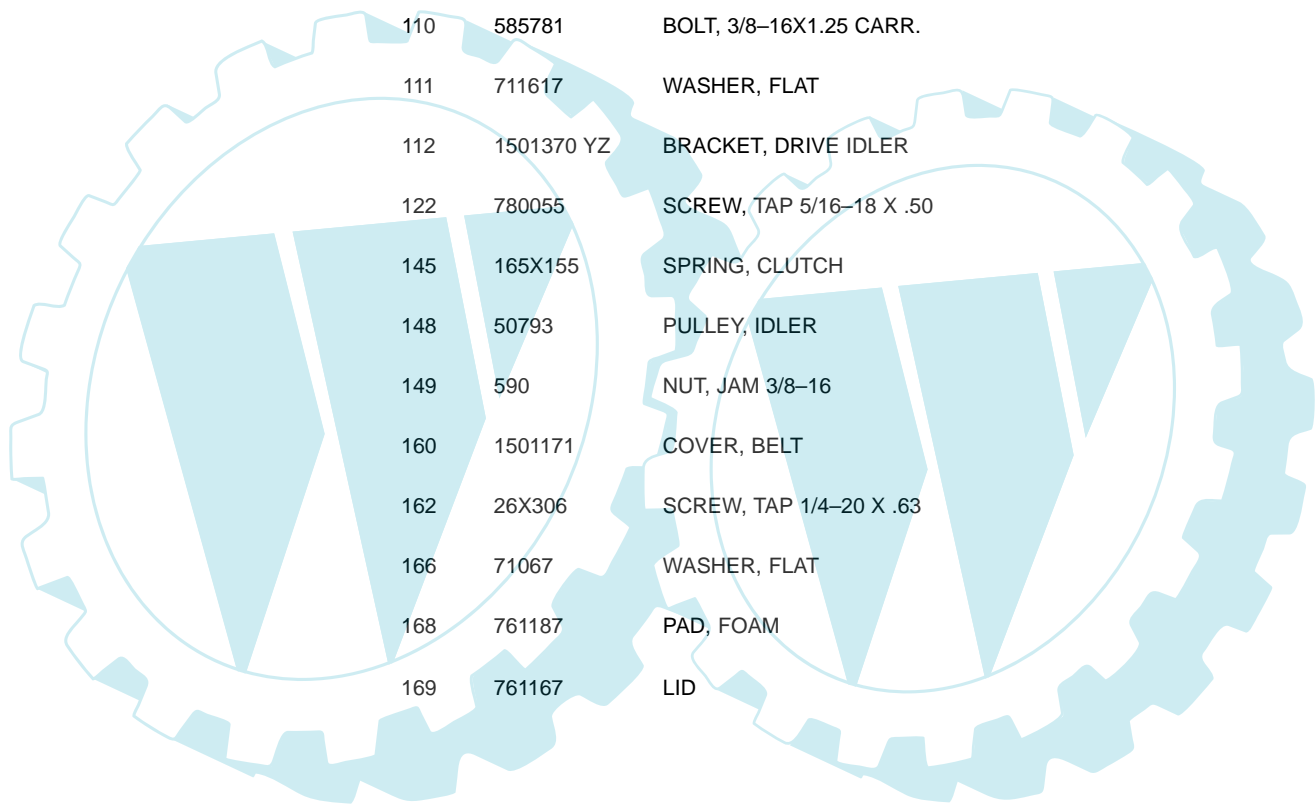 110 585781 BOLT, 3/8–16X1.25 CARR.
111 711617 WASHER, FLAT
112 1501370 YZ BRACKET, DRIVE IDLER
122 780055 SCREW, TAP 5/16–18 X .50
145 165X155 SPRING, CLUTCH
148 50793 PULLEY, IDLER
149 590 NUT, JAM 3/8–16
160 1501171 COVER, BELT
162 26X306 SCREW, TAP 1/4–20 X .63
166 71067 WASHER, FLAT
168 761187 PAD, FOAM
169 761167 LID